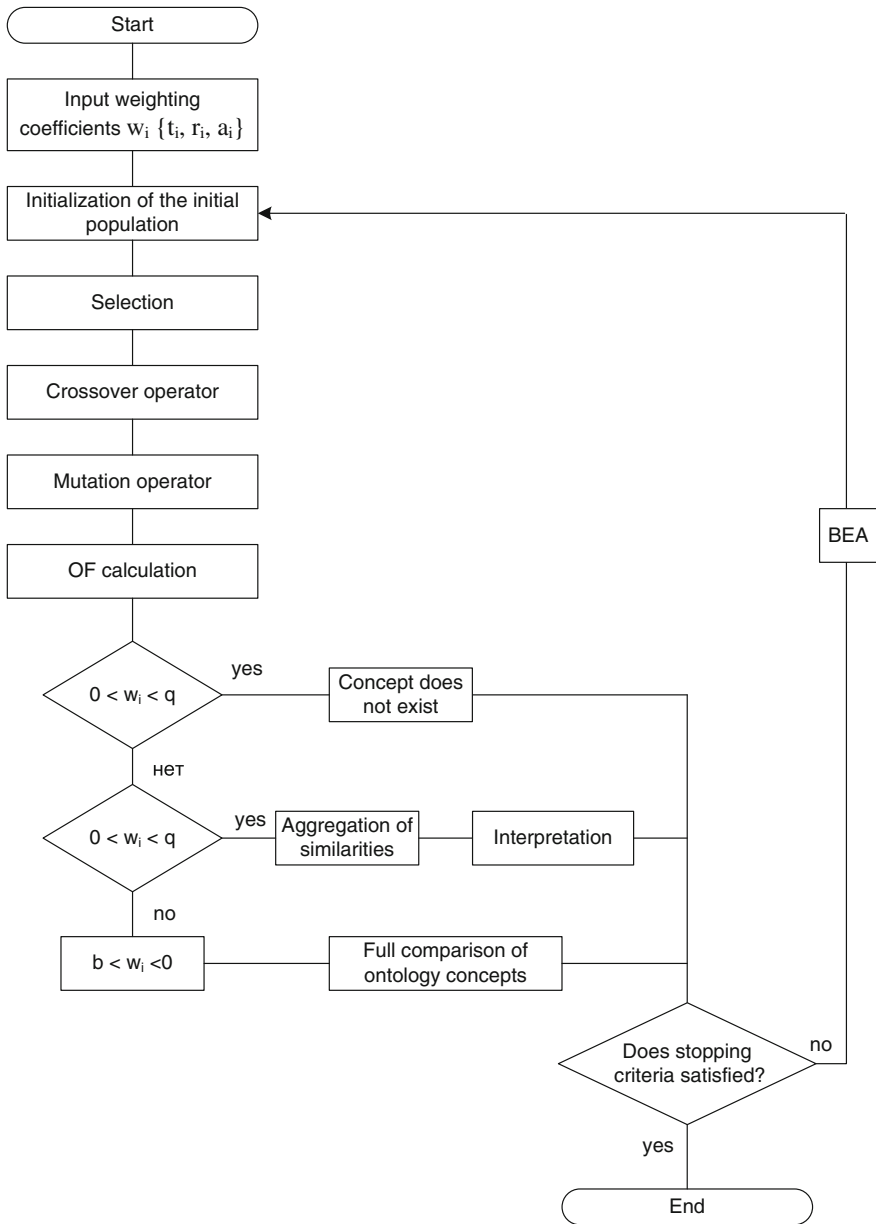 Start
Input weighting
coefficients wᵢ {tᵢ, rᵢ, aᵢ}
Initialization of the initial
population
Selection
Crossover operator
Mutation operator
BEA
OF calculation
yes
0 < wᵢ < q
Concept does
not exist
нет
yes
0 < wᵢ < q
Aggregation of
similarities
Interpretation
no
b < wᵢ <0
Full comparison of
ontology concepts
Does stopping
criteria satisfied?
no
yes
End